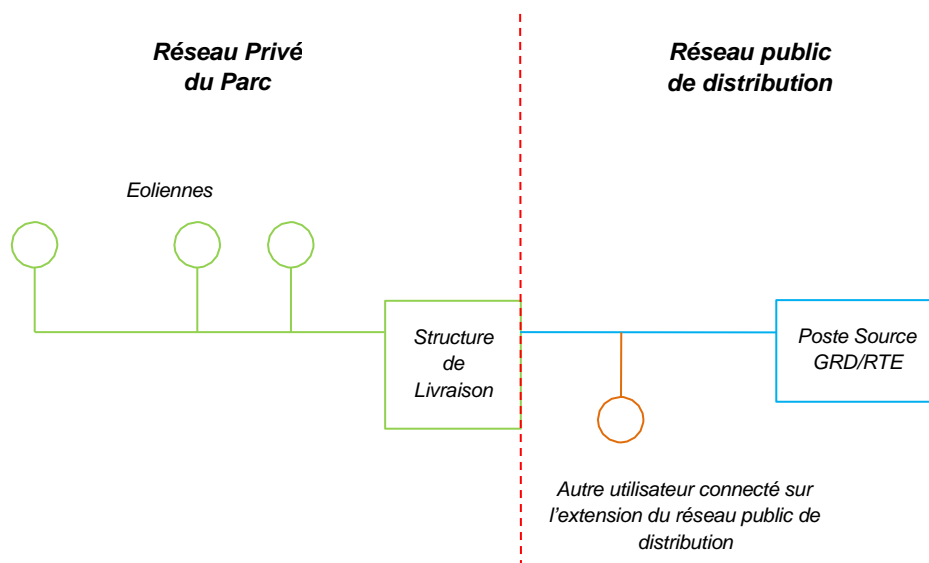 Réseau Privé
du Parc
Réseau public
de distribution
Eoliennes
Structure
de
Livraison
Poste Source
GRD/RTE
Autre utilisateur connecté sur
l'extension du réseau public de
distribution